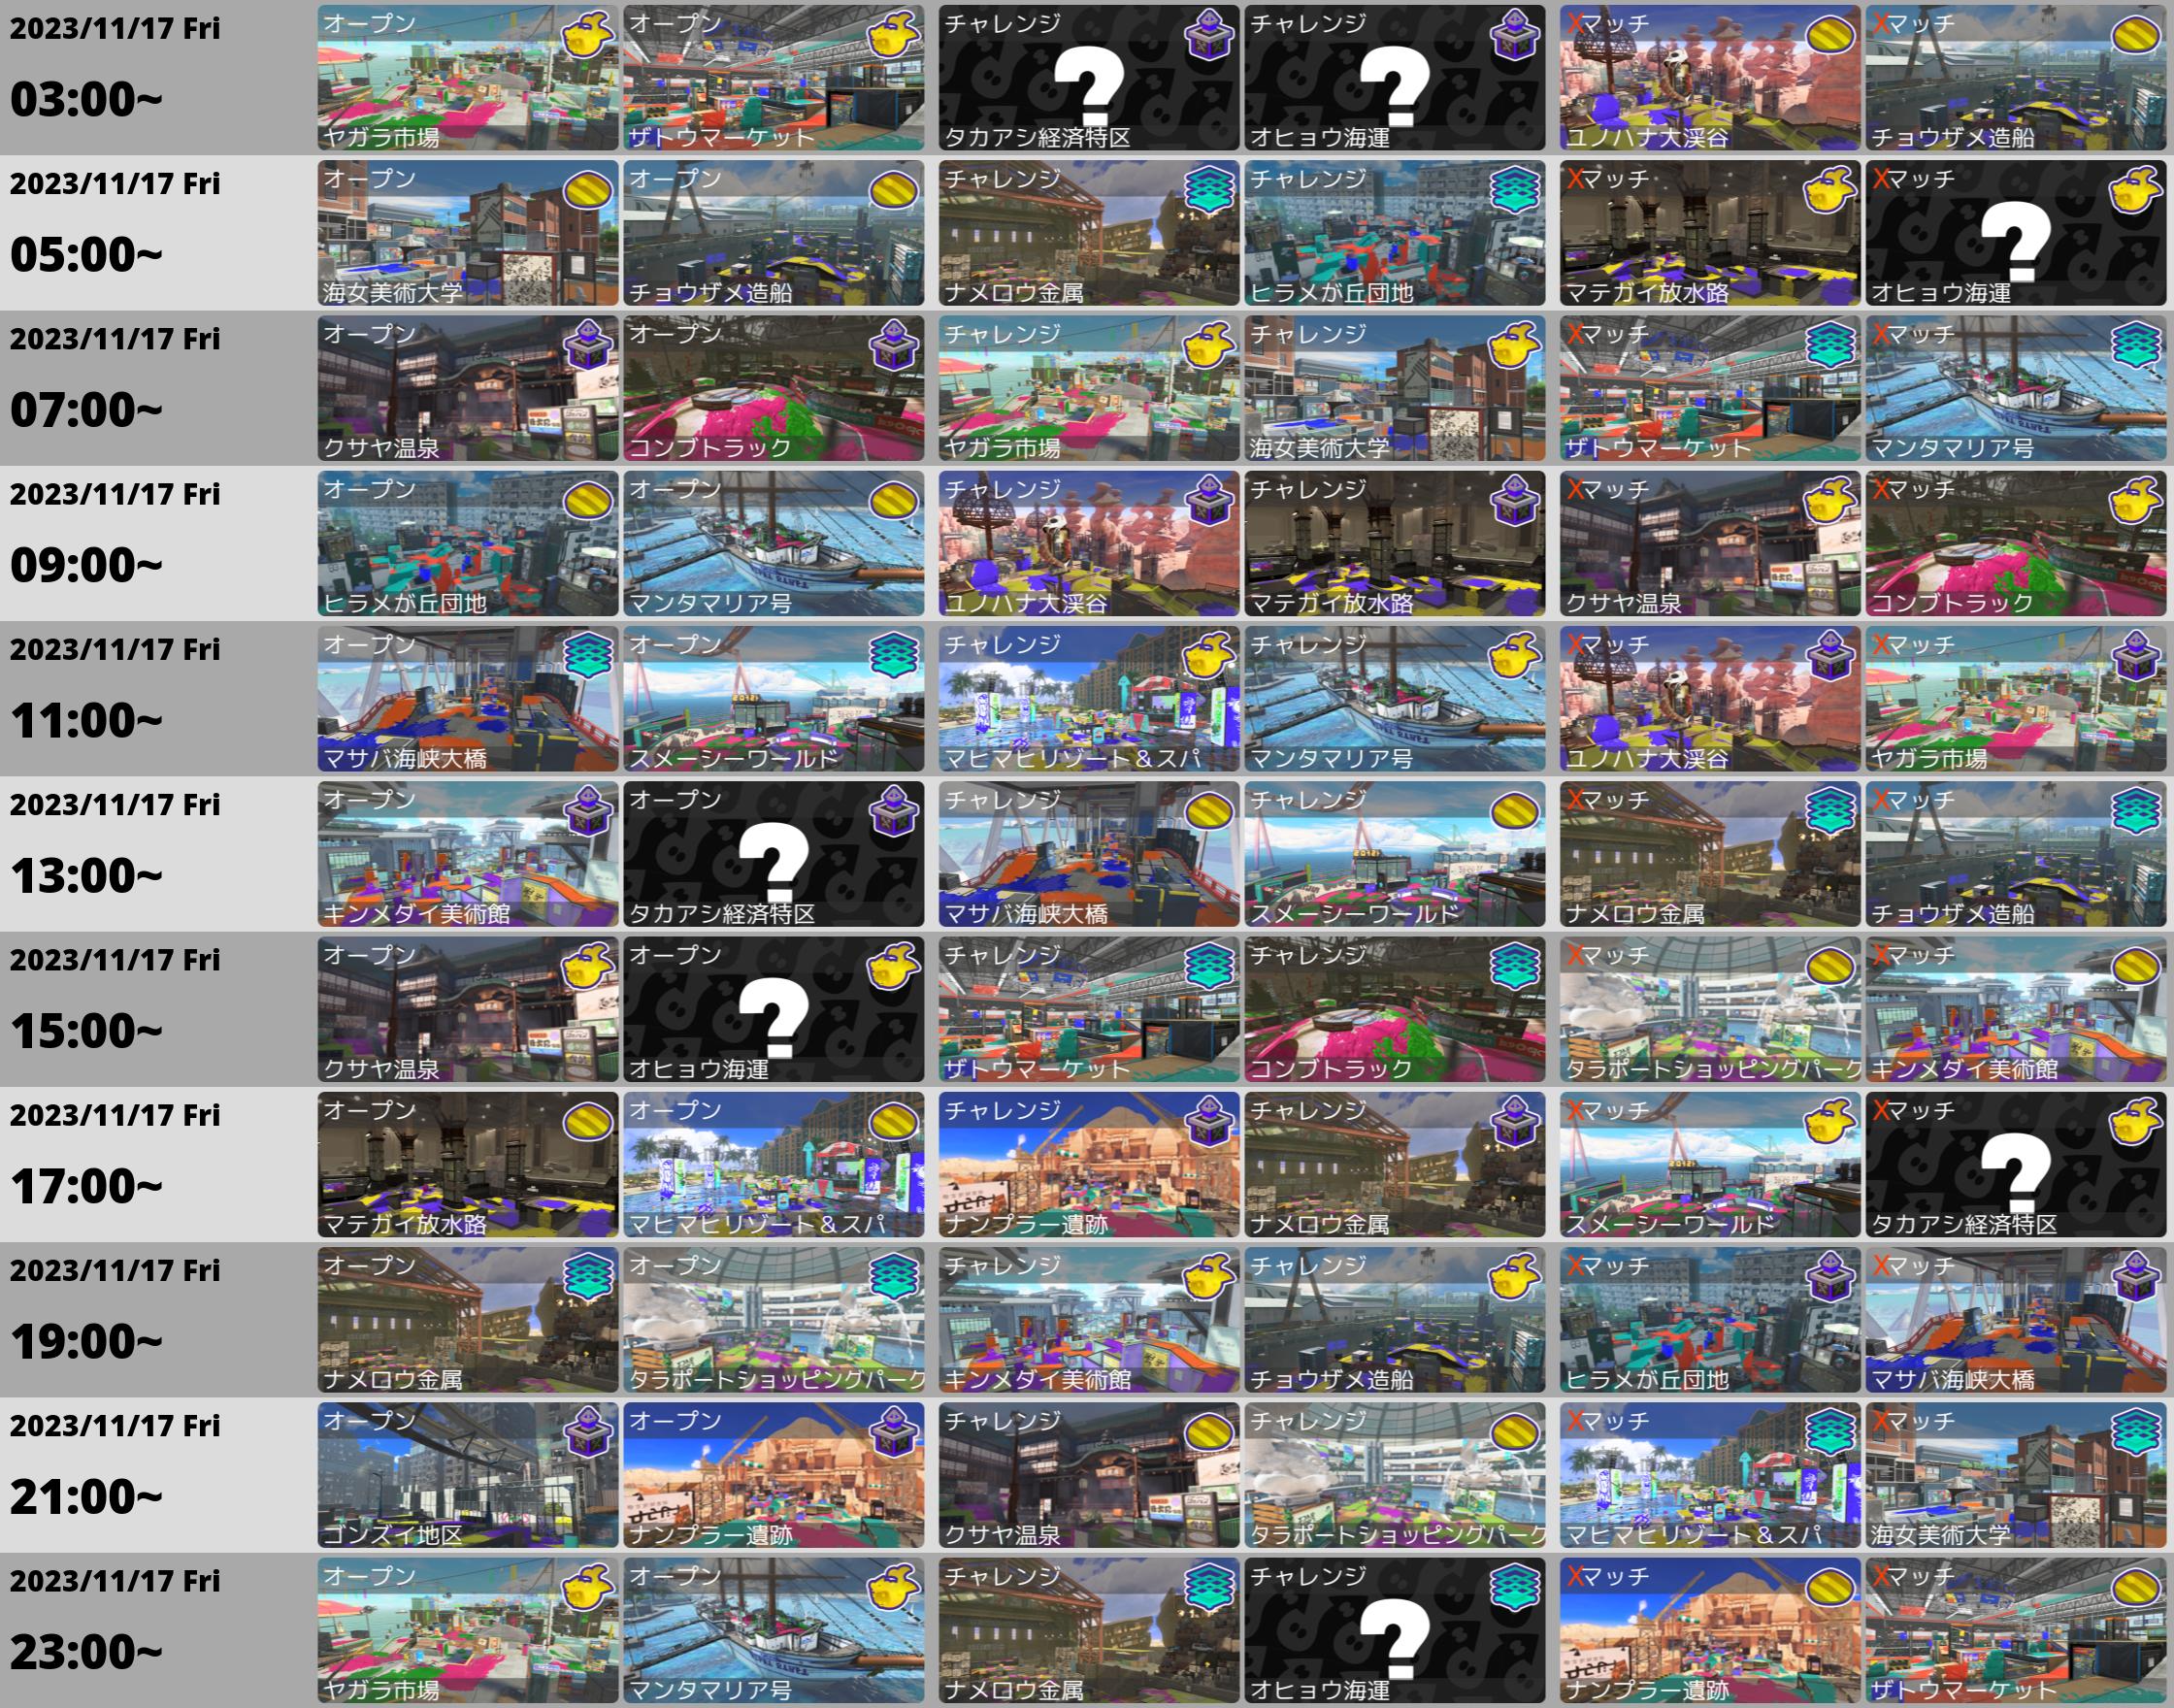 2023/11/17 Fri
03:00~
オープン
ヤガラ市場
オープン
ザトウマーケット
チャレンジ
タカアシ経済特区
チャレンジ
オヒョウ海運
Xマッチ
ユノハナ大渓谷
Xマッチ
チョウザメ造船
2023/11/17 Fri
05:00~
オープン
海女美術大学
オープン
チョウザメ造船
チャレンジ
ナメロウ金属
チャレンジ
ヒラメが丘団地
Xマッチ
マテガイ放水路
Xマッチ
オヒョウ海運
2023/11/17 Fri
07:00~
オープン
クサヤ温泉
オープン
コンブトラック
チャレンジ
ヤガラ市場
チャレンジ
海女美術大学
Xマッチ
ザトウマーケット
Xマッチ
マンタマリア号
2023/11/17 Fri
09:00~
オープン
ヒラメが丘団地
オープン
マンタマリア号
チャレンジ
ユノハナ大渓谷
チャレンジ
マテガイ放水路
Xマッチ
クサヤ温泉
Xマッチ
コンブトラック
2023/11/17 Fri
11:00~
オープン
マサバ海峡大橋
オープン
スメーシーワールド
チャレンジ
マヒマヒリゾート＆スパ
チャレンジ
マンタマリア号
Xマッチ
ユノハナ大渓谷
Xマッチ
ヤガラ市場
2023/11/17 Fri
13:00~
オープン
キンメダイ美術館
オープン
タカアシ経済特区
チャレンジ
マサバ海峡大橋
チャレンジ
スメーシーワールド
Xマッチ
ナメロウ金属
Xマッチ
チョウザメ造船
2023/11/17 Fri
15:00~
オープン
クサヤ温泉
オープン
オヒョウ海運
チャレンジ
ザトウマーケット
チャレンジ
コンブトラック
Xマッチ
タラポートショッピングパーク
Xマッチ
キンメダイ美術館
2023/11/17 Fri
17:00~
オープン
マテガイ放水路
オープン
マヒマヒリゾート＆スパ
チャレンジ
ナンプラー遺跡
チャレンジ
ナメロウ金属
Xマッチ
スメーシーワールド
Xマッチ
タカアシ経済特区
2023/11/17 Fri
19:00~
オープン
ナメロウ金属
オープン
タラポートショッピングパーク
チャレンジ
キンメダイ美術館
チャレンジ
チョウザメ造船
Xマッチ
ヒラメが丘団地
Xマッチ
マサバ海峡大橋
2023/11/17 Fri
21:00~
オープン
ゴンズイ地区
オープン
ナンプラー遺跡
チャレンジ
クサヤ温泉
チャレンジ
タラポートショッピングパーク
Xマッチ
マヒマヒリゾート＆スパ
Xマッチ
海女美術大学
2023/11/17 Fri
23:00~
オープン
ヤガラ市場
オープン
マンタマリア号
チャレンジ
ナメロウ金属
チャレンジ
オヒョウ海運
Xマッチ
ナンプラー遺跡
Xマッチ
ザトウマーケット